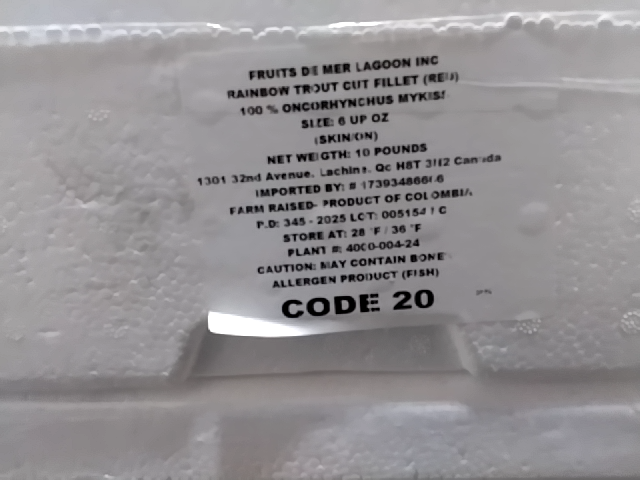 FRUITS DE MER LAGOON INC
RAINBOW TROUT CUT FILLET (RED)
100 % ONCORHYNCHUS MYKISS
SIZE: 6 UP OZ
(SKIN/ON)
NET WEIGTH: 10 POUNDS
1301 32nd Avenue. Lachine. Qc H8T 3H2 Canada
IMPORTED BY: #
FARM RAISED- PRODUCT OF COLOMBIA
P.D: 345 - 2025 LOT:
STORE AT: 28 °F / 36 °F
PLANT #: 4000-004-24
CAUTION: MAY CONTAIN BONE
ALLERGEN PRODUCT (FISH)
CODE 20